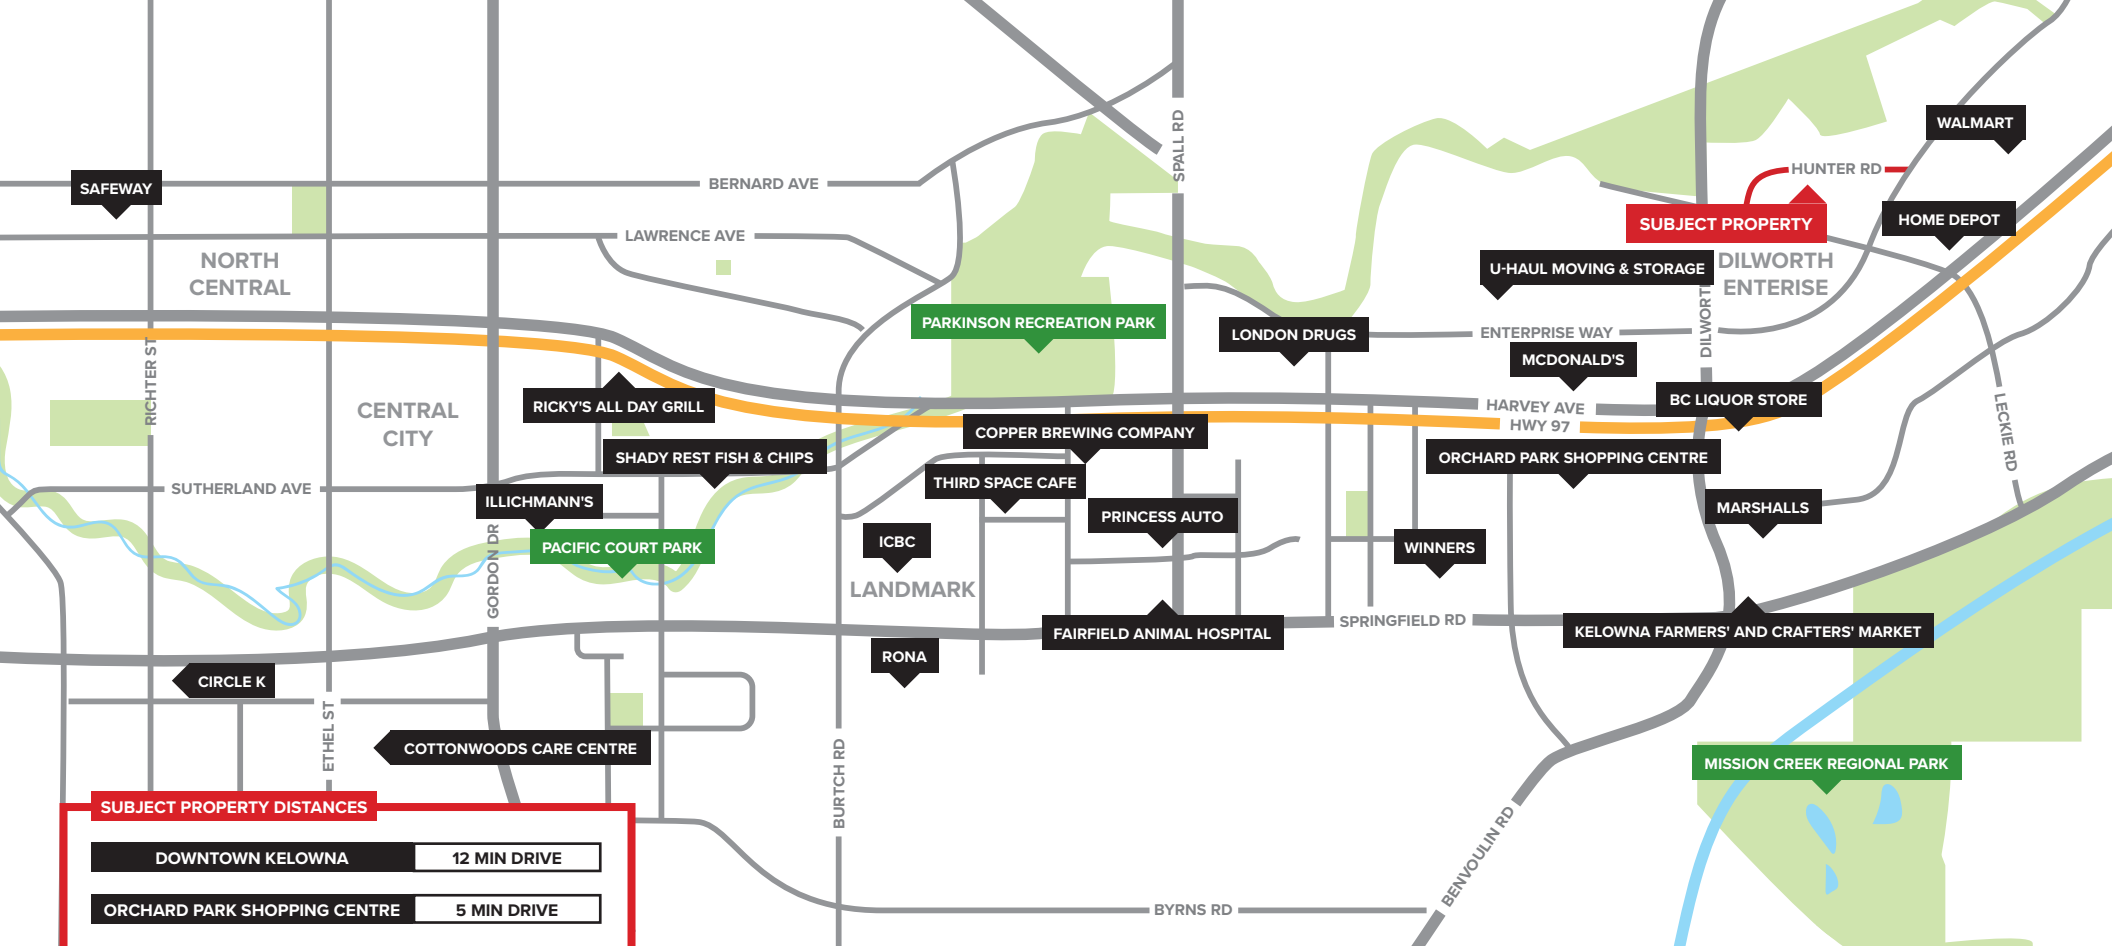 WALMART
SPALL RD
HUNTER RD
BERNARD AVE
SAFEWAY
HOME DEPOT
SUBJECT PROPERTY
LAWRENCE AVE
NORTH
CENTRAL
DILWORTH
ENTERISE
U-HAUL MOVING & STORAGE
PARKINSON RECREATION PARK
LONDON DRUGS
ENTERPRISE WAY
DILWORTH
MCDONALD'S
RICHTER ST
BC LIQUOR STORE
RICKY'S ALL DAY GRILL
HARVEY AVE
HWY 97
CENTRAL
CITY
LECKIE RD
COPPER BREWING COMPANY
SHADY REST FISH & CHIPS
ORCHARD PARK SHOPPING CENTRE
THIRD SPACE CAFE
SUTHERLAND AVE
ILLICHMANN'S
MARSHALLS
PRINCESS AUTO
ICBC
PACIFIC COURT PARK
WINNERS
GORDON DR
LANDMARK
SPRINGFIELD RD
FAIRFIELD ANIMAL HOSPITAL
KELOWNA FARMERS' AND CRAFTERS' MARKET
RONA
CIRCLE K
ETHEL ST
COTTONWOODS CARE CENTRE
BURTCH RD
MISSION CREEK REGIONAL PARK
BENVOULIN RD
BYRNS RD
SUBJECT PROPERTY DISTANCES
DOWNTOWN KELOWNA 12 MIN DRIVE
ORCHARD PARK SHOPPING CENTRE 5 MIN DRIVE